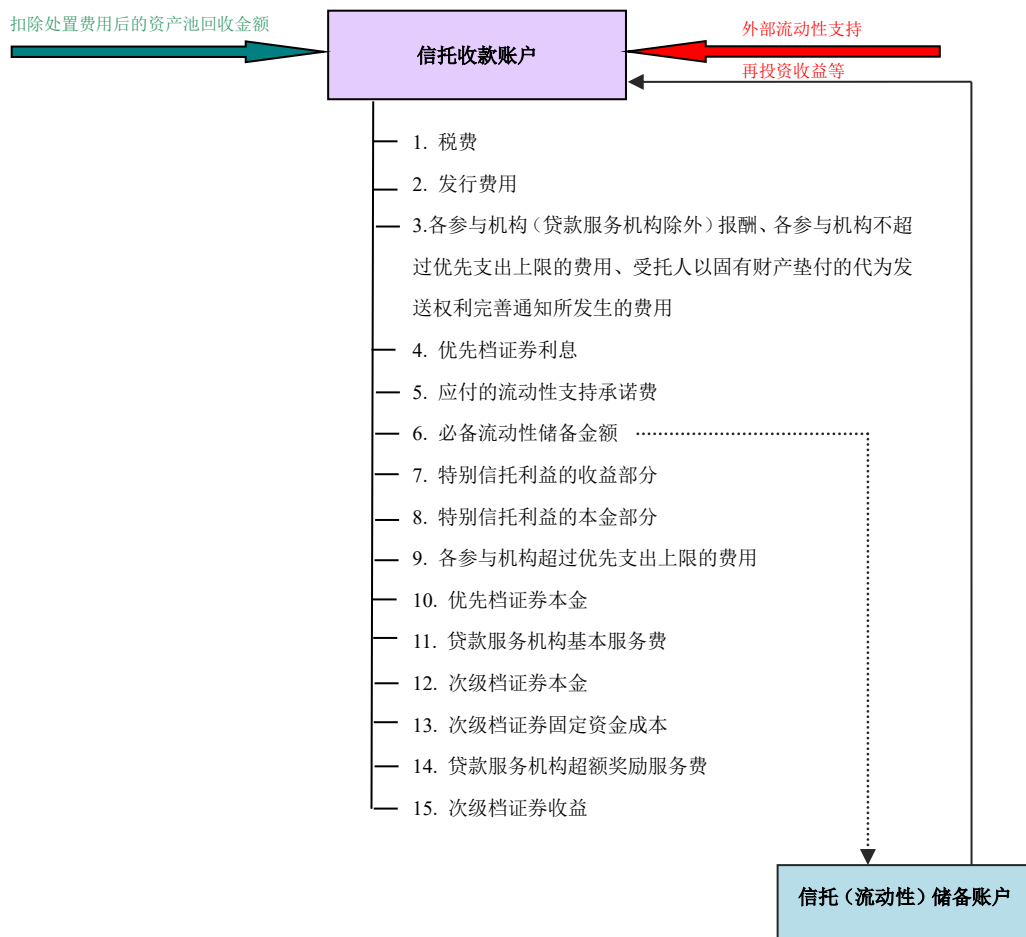 扣除处置费用后的资产池回收金额
信托收款账户
外部流动性支持
再投资收益等
1. 税费
2. 发行费用
3.各参与机构（贷款服务机构除外）报酬、各参与机构不超
过优先支出上限的费用、受托人以固有财产垫付的代为发
送权利完善通知所发生的费用
4. 优先档证券利息
5. 应付的流动性支持承诺费
6. 必备流动性储备金额
7. 特别信托利益的收益部分
8. 特别信托利益的本金部分
9. 各参与机构超过优先支出上限的费用
10. 优先档证券本金
11. 贷款服务机构基本服务费
12. 次级档证券本金
13. 次级档证券固定资金成本
14. 贷款服务机构超额奖励服务费
15. 次级档证券收益
信托（流动性）储备账户